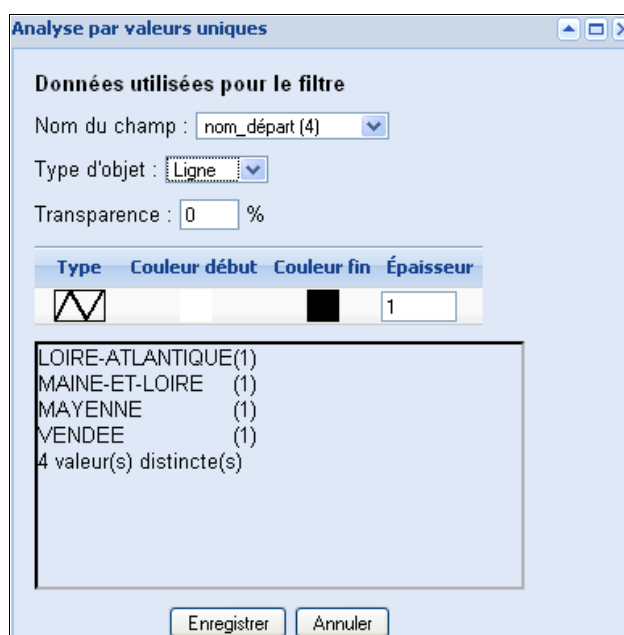 Analyse par valeurs uniques
Données utilisées pour le filtre
Nom du champ : nom_départ (4)
Type d'objet : Ligne
Transparence : 0 %
Type Couleur début Couleur fin Épaisseur
1
LOIRE-ATLANTIQUE(1)
MAINE-ET-LOIRE (1)
MAYENNE (1)
VENDEE (1)
4 valeur(s) distincte(s)
Enregistrer Annuler